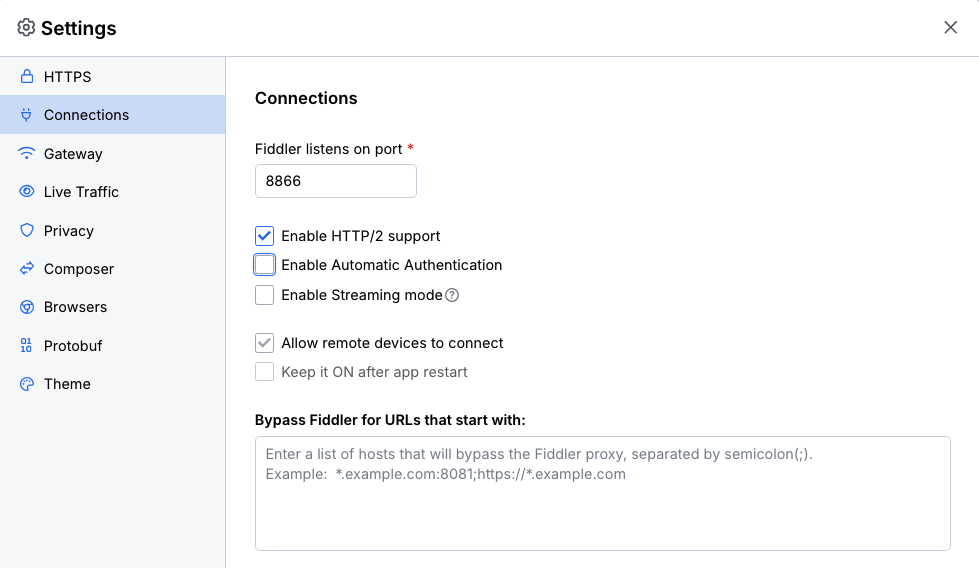 Settings
HTTPS
Connections
Gateway
Live Traffic
Privacy
Composer
Browsers
Protobuf
Theme
Connections
Fiddler listens on port *
8866
Enable HTTP/2 support
Enable Automatic Authentication
Enable Streaming mode ?
Allow remote devices to connect
Keep it ON after app restart
Bypass Fiddler for URLs that start with:
Enter a list of hosts that will bypass the Fiddler proxy, separated by semicolon(;).
Example:  *.example.com:8081;https://*.example.com